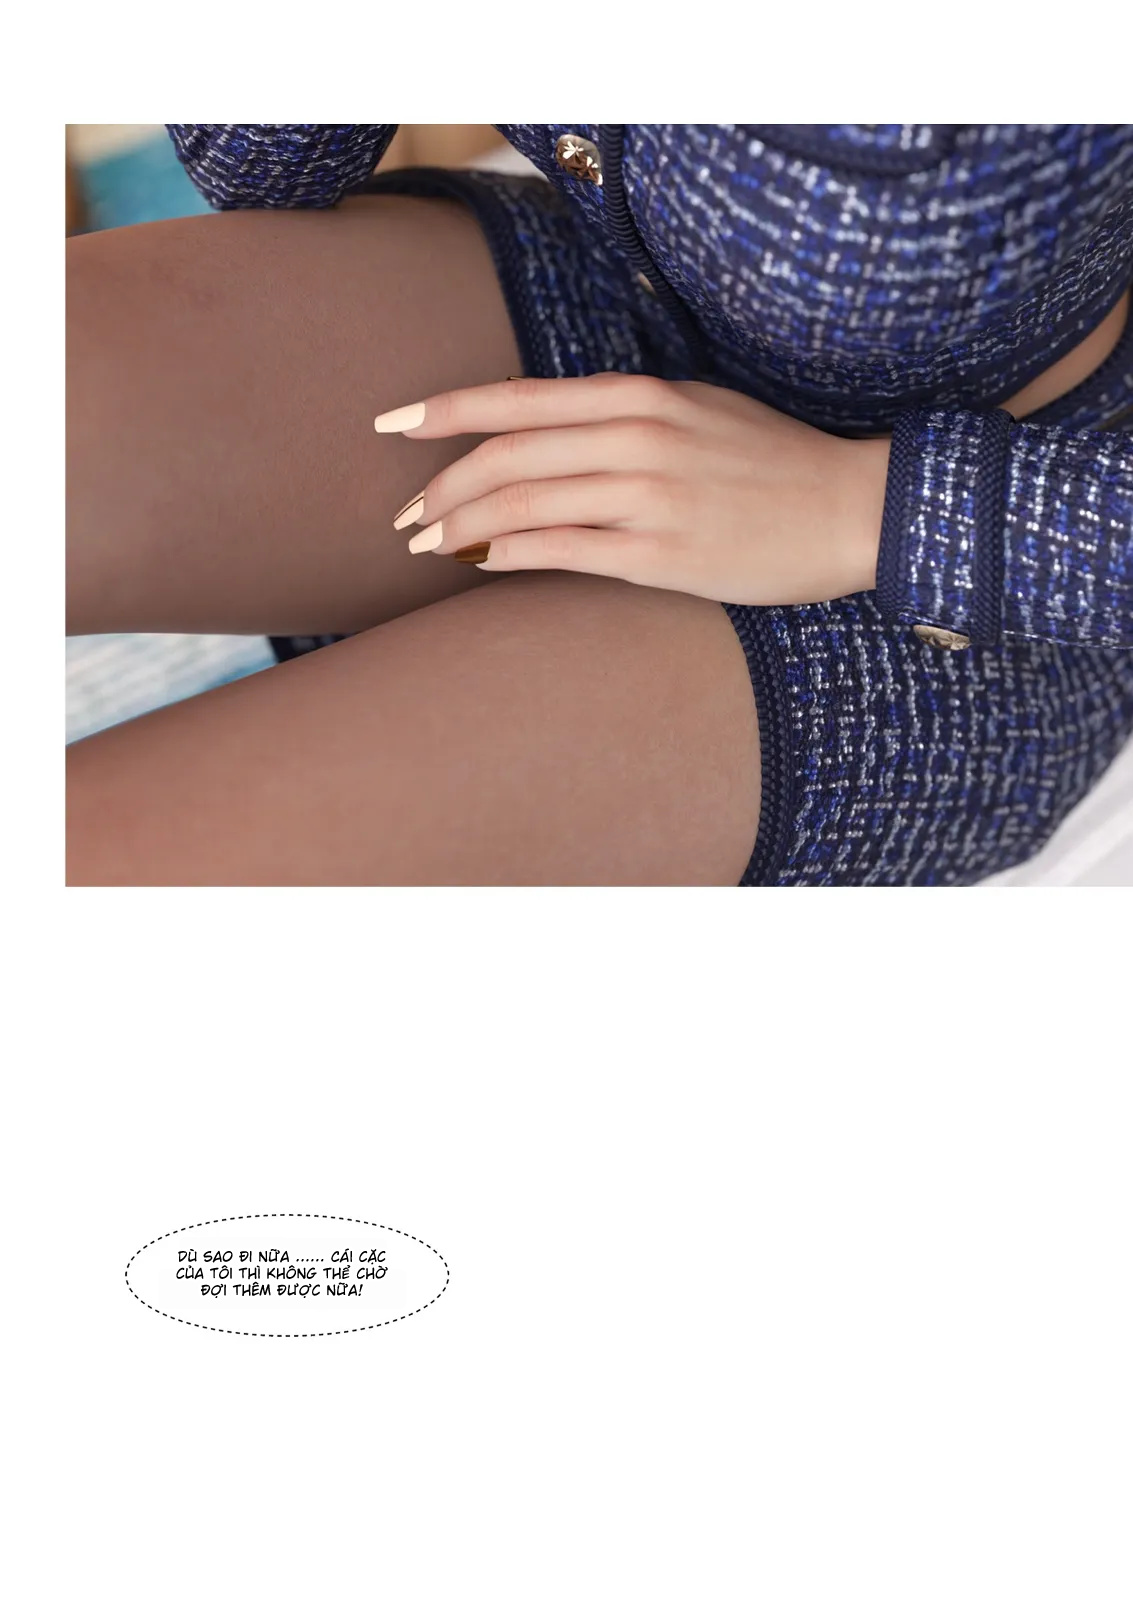 DÙ SAO ĐI NỮA ...... CÁI CẶC
CỦA TÔI THÌ KHÔNG THỂ CHỜ
ĐỢI THÊM ĐƯỢC NỮA!